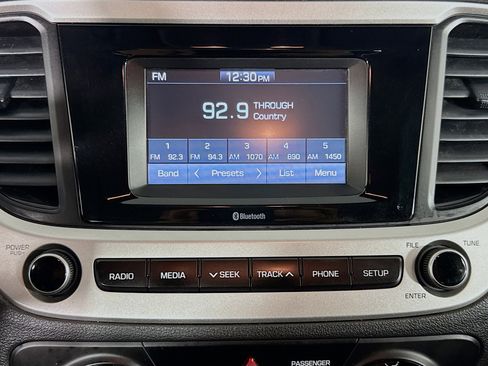 FM 12:30PM
92.9 THROUGH
Country
1 2 3 4 5
FM 92.3 FM 94.3 AM 1070 AM 690 AM 1450
Band < Presets > List Menu
Bluetooth
POWER
PUSH
FILE TUNE
RADIO MEDIA SEEK TRACK PHONE SETUP
ENTER
PASSENGER